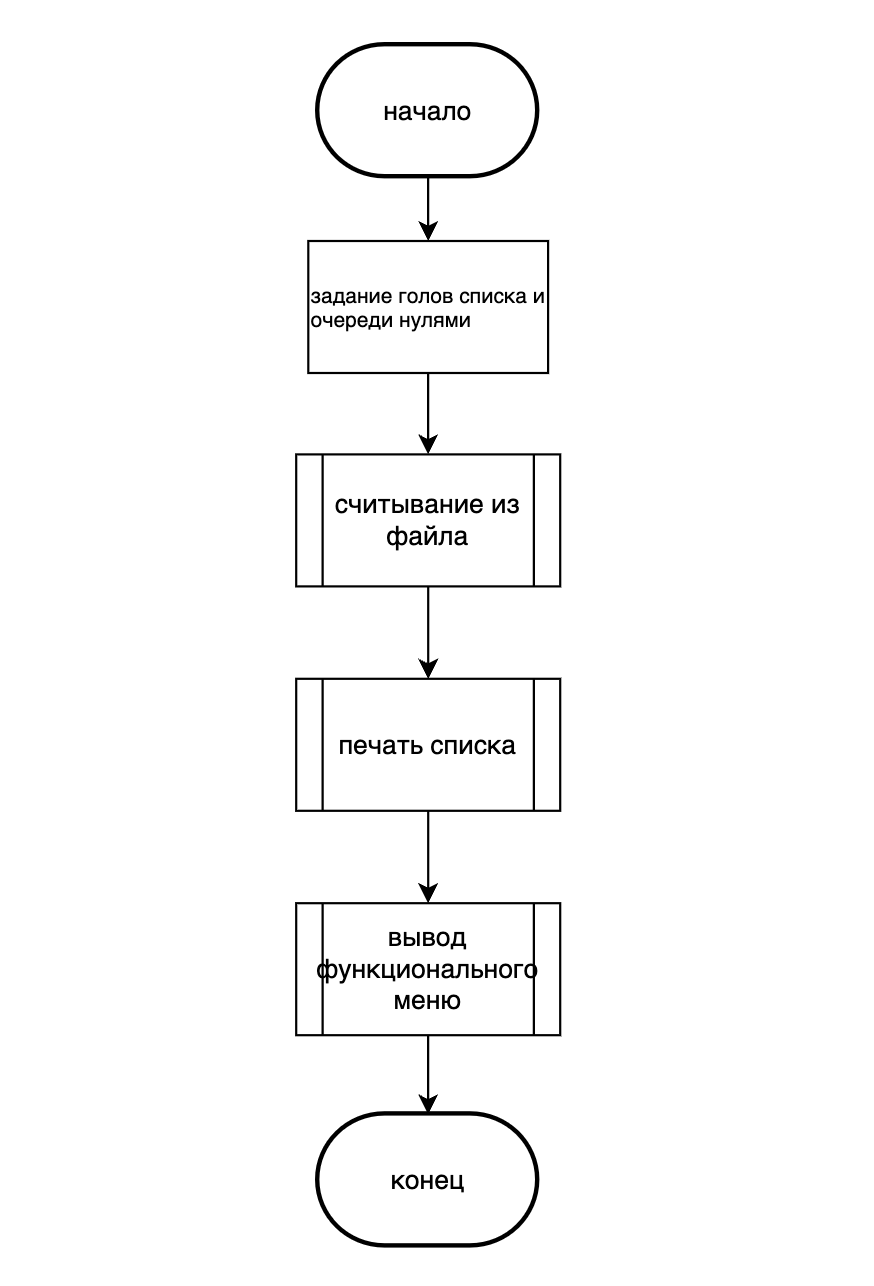 начало
задание голов списка и
очереди нулями
считывание из
файла
печать списка
вывод
функционального
меню
конец